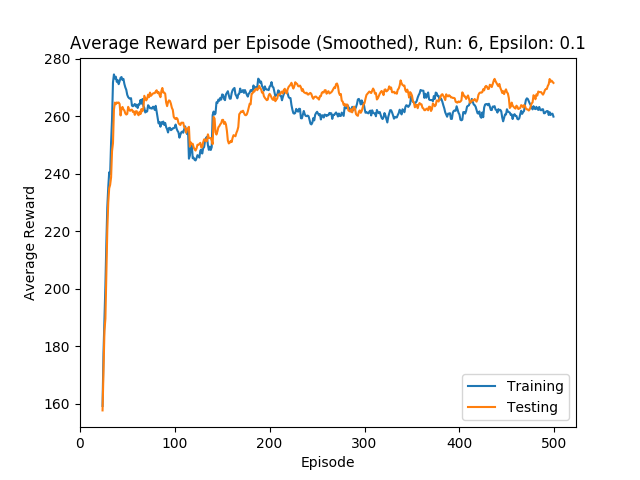 Average Reward per Episode (Smoothed), Run: 6, Epsilon: 0.1
280
260
240
220
200
180
160
Average Reward
0 100 200 300 400 500
Episode
Training
Testing